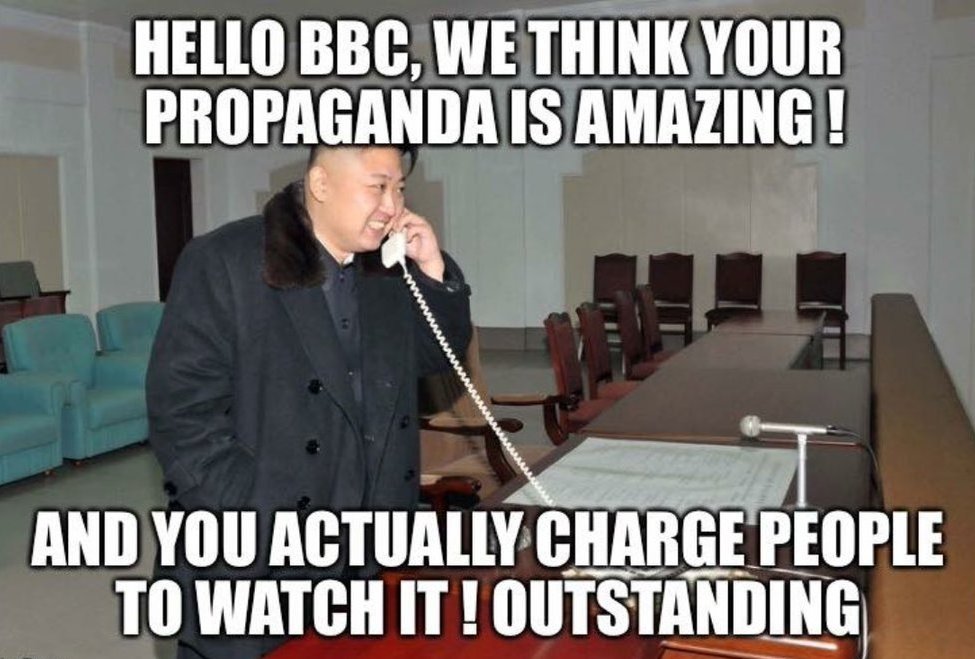 HELLO BBC, WE THINK YOUR
PROPAGANDA IS AMAZING !
AND YOU ACTUALLY CHARGE PEOPLE
TO WATCH IT ! OUTSTANDING